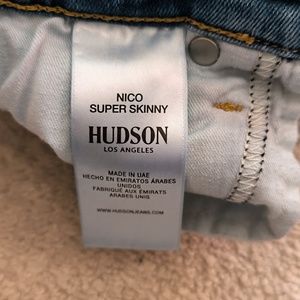 NICO
SUPER SKINNY
HUDSON
LOS ANGELES
MADE IN UAE
HECHO EN EMIRATOS ÁRABES
UNIDOS
FABRIQUÉ AUX ÉMIRATS
ARABES UNIS
WWW.HUDSONJEANS.COM